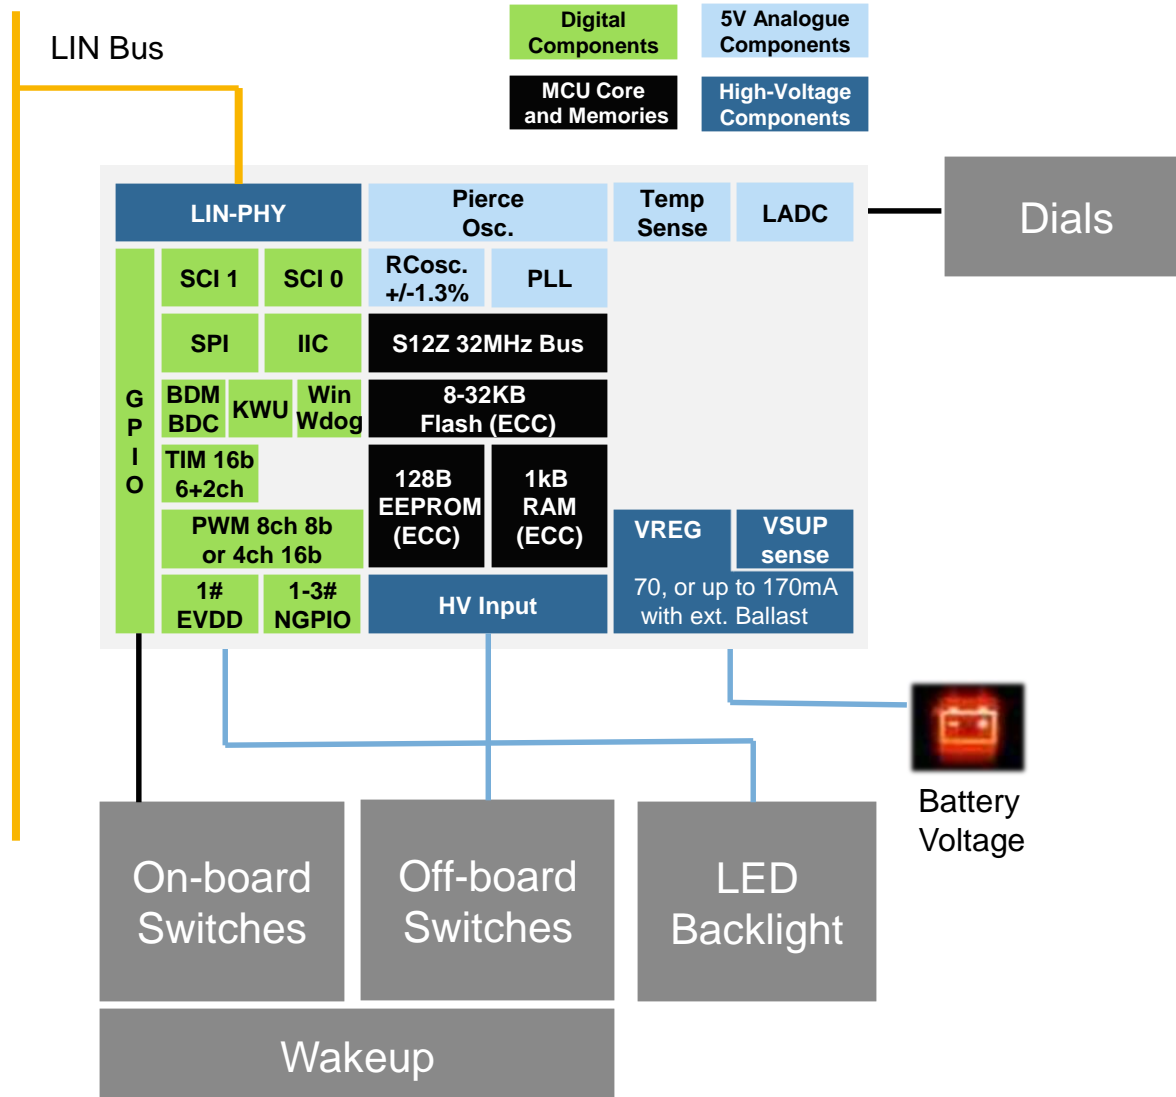 LIN Bus
Digital
Components
5V Analogue
Components
MCU Core
and Memories
High-Voltage
Components
LIN-PHY
Pierce
Osc.
Temp
Sense
LADC
Dials
GPIO
SCI 1
SCI 0
RCosc.
+/-1.3%
PLL
SPI
IIC
S12Z 32MHz Bus
BDM
BDC
KWU
Win
Wdog
8-32KB
Flash (ECC)
TIM 16b
6+2ch
128B
EEPROM
(ECC)
1kB
RAM
(ECC)
PWM 8ch 8b
or 4ch 16b
VREG
VSUP
sense
70, or up to 170mA
with ext. Ballast
1#
EVDD
1-3#
NGPIO
HV Input
Battery
Voltage
On-board
Switches
Off-board
Switches
LED
Backlight
Wakeup